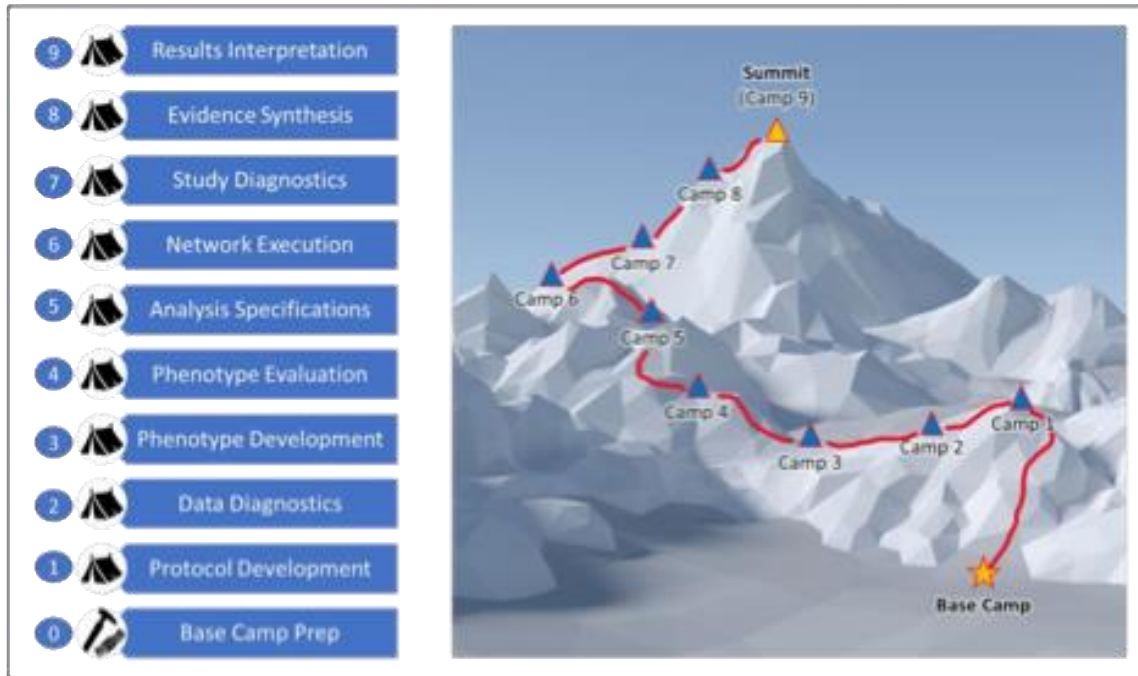 9 Results Interpretation
8 Evidence Synthesis
7 Study Diagnostics
6 Network Execution
5 Analysis Specifications
4 Phenotype Evaluation
3 Phenotype Development
2 Data Diagnostics
1 Protocol Development
0 Base Camp Prep
Summit
(Camp 9)
Camp 8
Camp 7
Camp 6
Camp 5
Camp 4
Camp 3
Camp 2
Camp 1
Base Camp